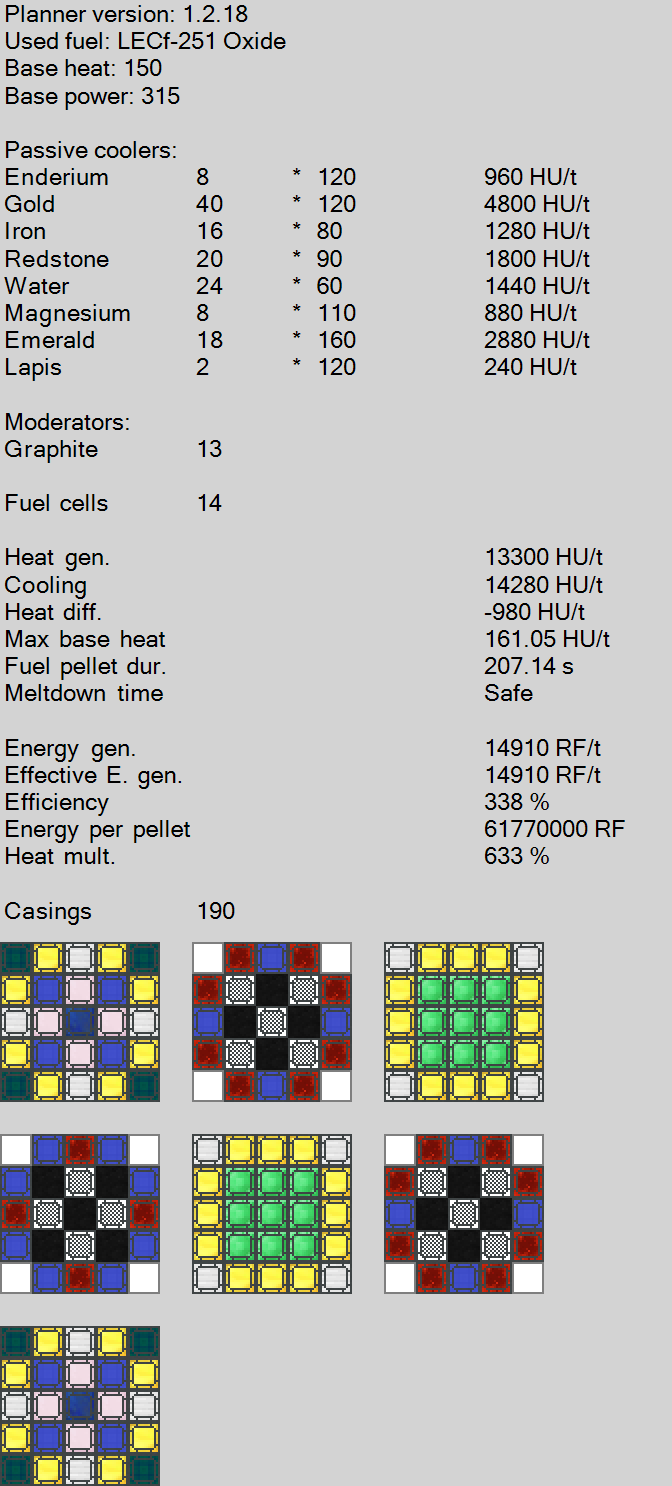 Planner version: 1.2.18
Used fuel: LECf-251 Oxide
Base heat: 150
Base power: 315
Passive coolers:
Enderium 8 * 120 960 HU/t
Gold 40 * 120 4800 HU/t
Iron 16 * 80 1280 HU/t
Redstone 20 * 90 1800 HU/t
Water 24 * 60 1440 HU/t
Magnesium 8 * 110 880 HU/t
Emerald 18 * 160 2880 HU/t
Lapis 2 * 120 240 HU/t
Moderators:
Graphite 13
Fuel cells 14
Heat gen. 13300 HU/t
Cooling 14280 HU/t
Heat diff. -980 HU/t
Max base heat 161.05 HU/t
Fuel pellet dur. 207.14 s
Meltdown time Safe
Energy gen. 14910 RF/t
Effective E. gen. 14910 RF/t
Efficiency 338 %
Energy per pellet 61770000 RF
Heat mult. 633 %
Casings 190